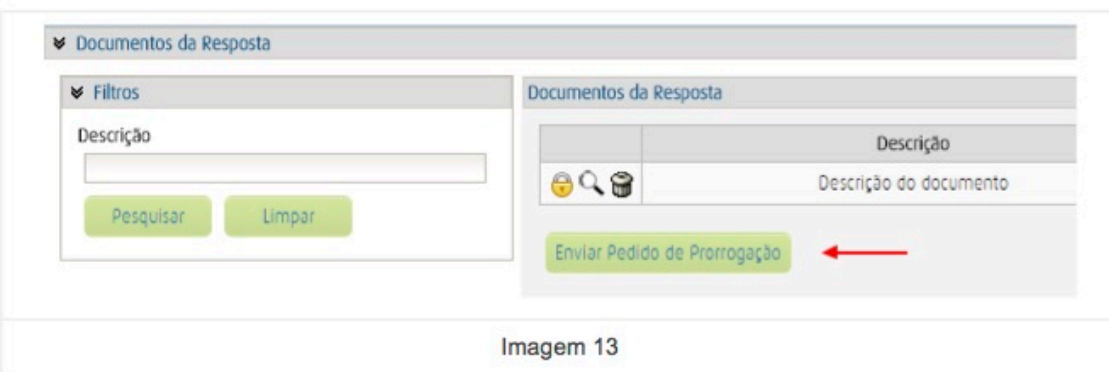 Documentos da Resposta
Filtros
Descrição
Pesquisar
Limpar
Documentos da Resposta
Descrição
Descrição do documento
Enviar Pedido de Prorrogação
Imagem 13